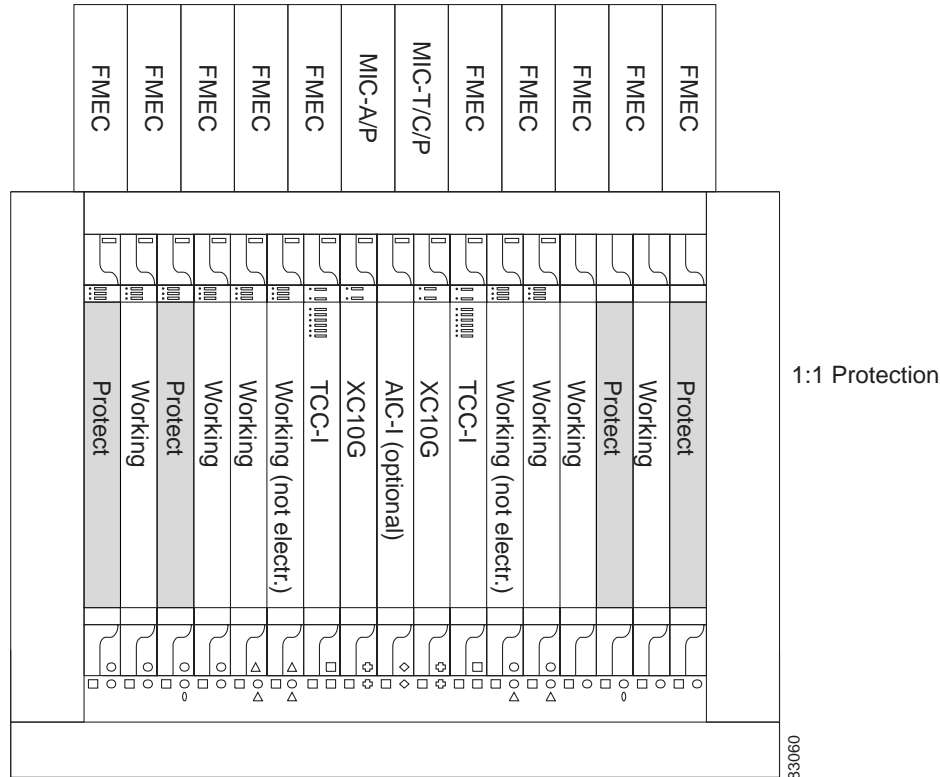 FMEC
FMEC
FMEC
FMEC
FMEC
MIC-A/P
MIC-T/C/P
FMEC
FMEC
FMEC
FMEC
FMEC
Protect
Working
Protect
Working
Working
Working (not electr.)
TCC-I
XC10G
AIC-I (optional)
XC10G
TCC-I
Working (not electr.)
Working
Working
Protect
Working
Protect
1:1 Protection
83060